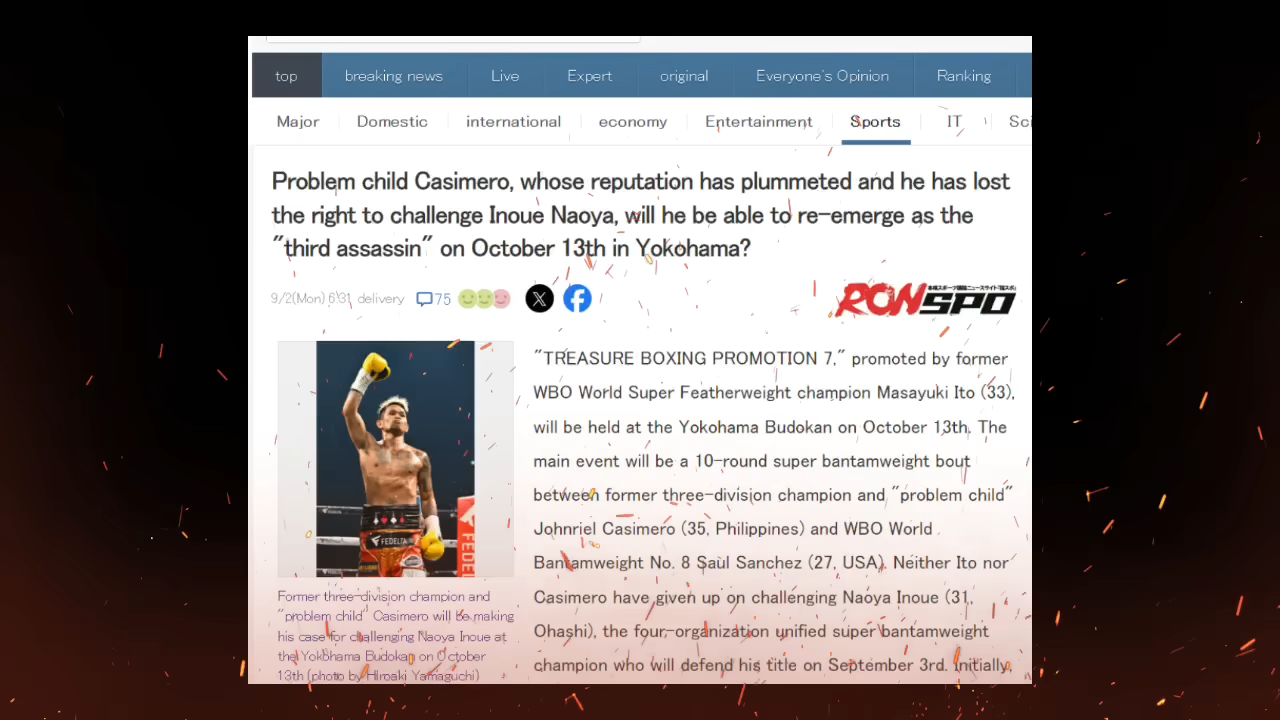 top breaking news Live Expert original Everyone's Opinion Ranking
Major Domestic international economy Entertainment Sports IT Sci
Problem child Casimero, whose reputation has plummeted and he has lost
the right to challenge Inoue Naoya, will he be able to re-emerge as the
"third assassin" on October 13th in Yokohama?
9/2(Mon) 6:31 delivery 75
RONSPO
"TREASURE BOXING PROMOTION 7," promoted by former
WBO World Super Featherweight champion Masayuki Ito (33),
will be held at the Yokohama Budokan on October 13th. The
main event will be a 10-round super bantamweight bout
between former three-division champion and "problem child"
Johnriel Casimero (35, Philippines) and WBO World
Bantamweight No. 8 Saul Sanchez (27, USA). Neither Ito nor
Casimero have given up on challenging Naoya Inoue (31,
Ohashi), the four-organization unified super bantamweight
champion who will defend his title on September 3rd. Initially,
FEDELTA
FEDEL
Former three-division champion and
"problem child" Casimero will be making
his case for challenging Naoya Inoue at
the Yokohama Budokan on October
13th (photo by Hiroaki Yamaguchi)